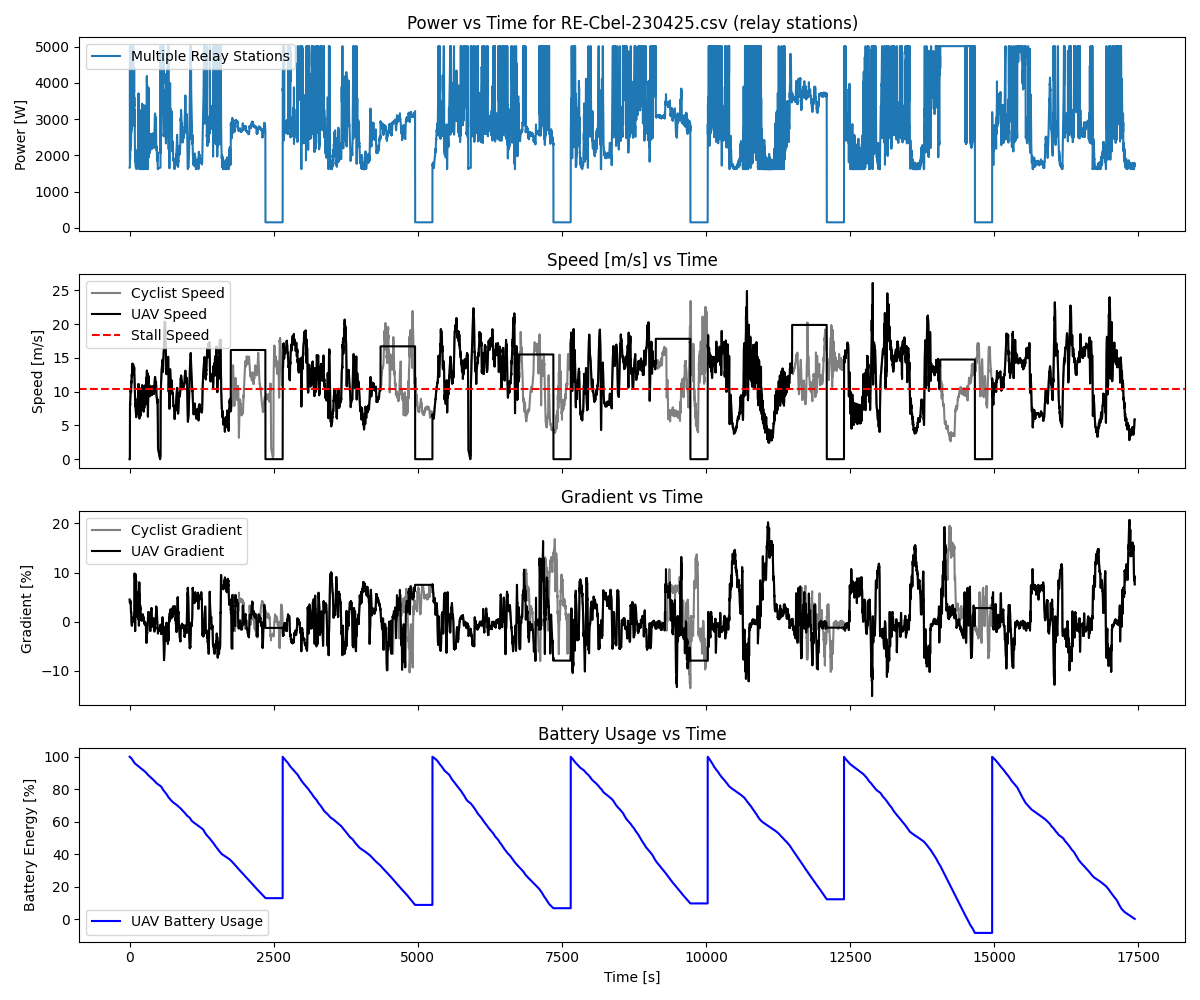 Power vs Time for RE-Cbel-230425.csv (relay stations)
5000
4000
3000
2000
1000
0
Power [W]
Multiple Relay Stations
Speed [m/s] vs Time
25
20
15
10
5
0
Speed [m/s]
Cyclist Speed
UAV Speed
Stall Speed
Gradient vs Time
20
10
0
−10
Gradient [%]
Cyclist Gradient
UAV Gradient
Battery Usage vs Time
100
80
60
40
20
0
Battery Energy [%]
UAV Battery Usage
0 2500 5000 7500 10000 12500 15000 17500
Time [s]